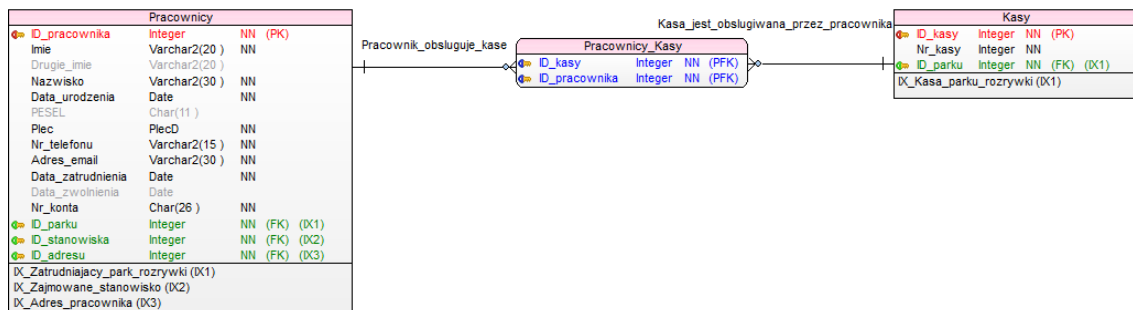 Pracownicy
ID_pracownika Integer NN (PK)
Imie Varchar2(20 ) NN
Drugie_imie Varchar2(20 )
Nazwisko Varchar2(30 ) NN
Data_urodzenia Date NN
PESEL Char(11 )
Plec PlecD NN
Nr_telefonu Varchar2(15 ) NN
Adres_email Varchar2(30 ) NN
Data_zatrudnienia Date NN
Data_zwolnienia Date
Nr_konta Char(26 ) NN
ID_parku Integer NN (FK) (IX1)
ID_stanowiska Integer NN (FK) (IX2)
ID_adresu Integer NN (FK) (IX3)
IX_Zatrudniajacy_park_rozrywki (IX1)
IX_Zajmowane_stanowisko (IX2)
IX_Adres_pracownika (IX3)
Pracownik_obsluguje_kase
Pracownicy_Kasy
ID_kasy Integer NN (PFK)
ID_pracownika Integer NN (PFK)
Kasa_jest_obslugiwana_przez_pracownika
Kasy
ID_kasy Integer NN (PK)
Nr_kasy Integer NN
ID_parku Integer NN (FK) (IX1)
IX_Kasa_parku_rozrywki (IX1)